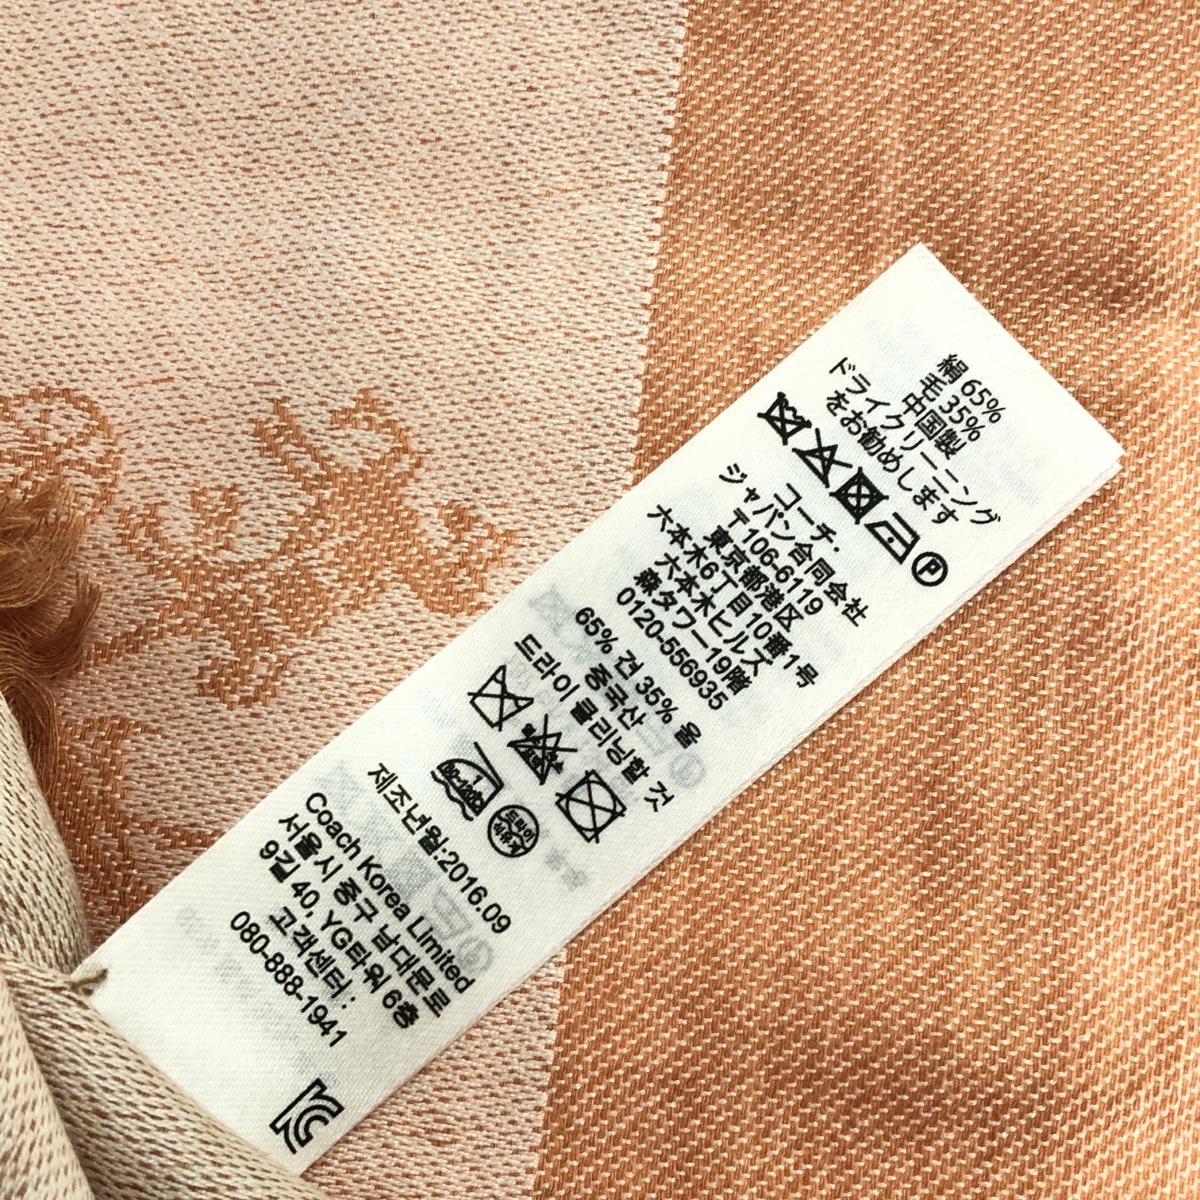 絹 65%
毛 35%
中国製
ドライクリーニング
をお勧めします
P
コーチ・
ジャパン合同会社
〒106-6119
東京都港区
六本木6丁目10番1号
六本木ヒルズ
森タワー19階
0120-556935
65% 견 35% 울
중국산
드라이 클리닝할 것
제조년월:2016.09
Coach Korea Limited
서울시 중구 남대문로
9길 40, YG타워 6층
고객센터 :
080-888-1941